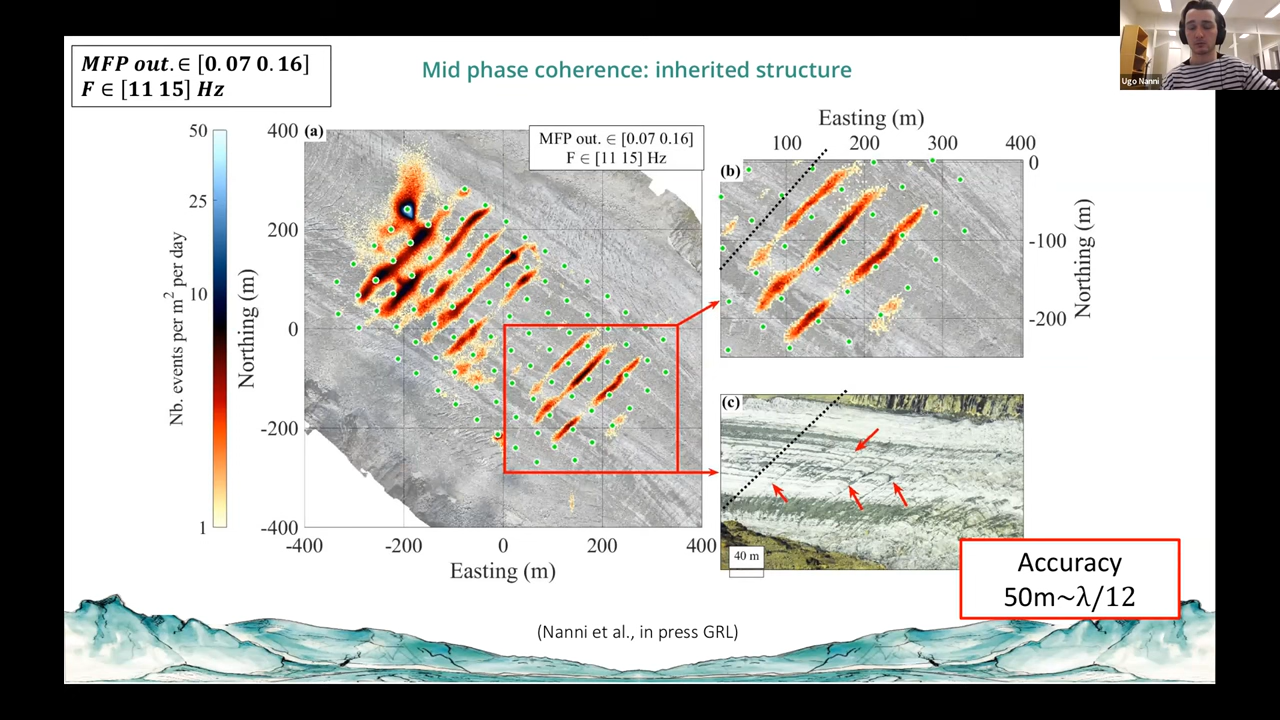 MFP out. ∈ [0.07 0.16]
F ∈ [11 15] Hz
Mid phase coherence: inherited structure
Ugo Nanni
50
25
10
1
Nb. events per m² per day
400
200
0
-200
-400
Northing (m)
(a)
MFP out. ∈ [0.07 0.16]
F ∈ [11 15] Hz
-400
-200
0
200
400
Easting (m)
Easting (m)
100
200
300
400
(b)
0
-100
-200
Northing (m)
(c)
40 m
Accuracy
50m~λ/12
(Nanni et al., in press GRL)